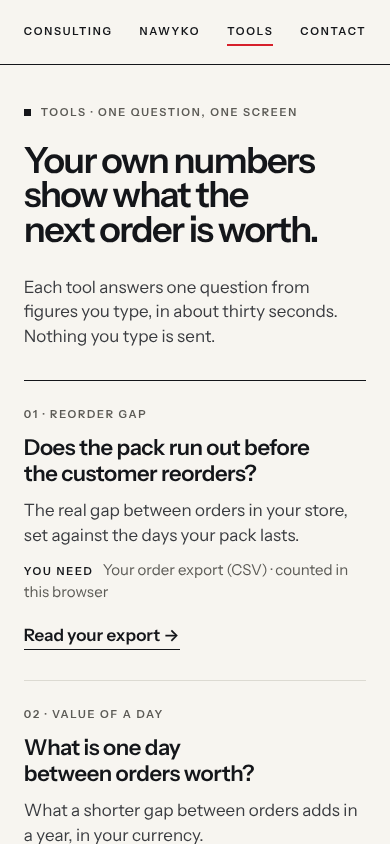 CONSULTING NAWYKO TOOLS CONTACT
TOOLS · ONE QUESTION, ONE SCREEN
Your own numbers
show what the
next order is worth.
Each tool answers one question from
figures you type, in about thirty seconds.
Nothing you type is sent.
01 · REORDER GAP
Does the pack run out before
the customer reorders?
The real gap between orders in your store,
set against the days your pack lasts.
YOU NEED Your order export (CSV) · counted in
this browser
Read your export →
02 · VALUE OF A DAY
What is one day
between orders worth?
What a shorter gap between orders adds in
a year, in your currency.